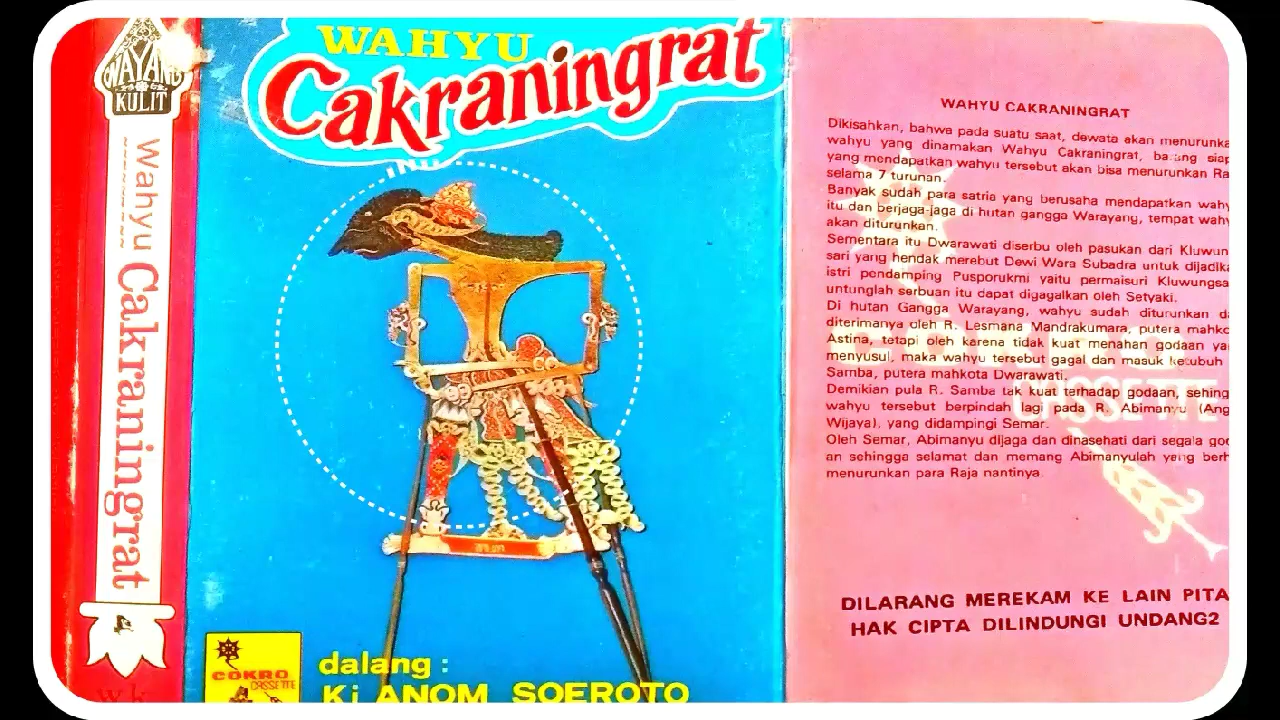 WAYANG
KULIT
Wahyu Cakraningrat
W k
WAHYU
Cakraningrat
COKRO
CASSETTE
dalang :
Ki ANOM SOEROTO
WAHYU CAKRANINGRAT
Dikisahkan, bahwa pada suatu saat, dewata akan menurunka
wahyu yang dinamakan Wahyu Cakraningrat, barang siap
yang mendapatkan wahyu tersebut akan bisa menurunkan Ra
selama 7 turunan.
Banyak sudah para satria yang berusaha mendapatkan wahy
itu dan berjaga-jaga di hutan gangga Warayang, tempat wahy
akan diturunkan.
Sementara itu Dwarawati diserbu oleh pasukan dari Kluwun
sari yang hendak merebut Dewi Wara Subadra untuk dijadika
istri pendamping Pusporukmi yaitu permaisuri Kluwungsa
untunglah serbuan itu dapat digagalkan oleh Setyaki.
Di hutan Gangga Warayang, wahyu sudah diturunkan da
diterimanya oleh R. Lesmana Mandrakumara, putera mahko
Astina, tetapi oleh karena tidak kuat menahan godaan ya
menyusul, maka wahyu tersebut gagal dan masuk ketubuh
Samba, putera mahkota Dwarawati.
Demikian pula R. Samba tak kuat terhadap godaan, sehing
wahyu tersebut berpindah lagi pada R. Abimanyu (Ang
Wijaya), yang didampingi Semar.
Oleh Semar, Abimanyu dijaga dan dinasehati dari segala god
an sehingga selamat dan memang Abimanyulah yang berh
menurunkan para Raja nantinya.
CASSETTE
DILARANG MEREKAM KE LAIN PITA
HAK CIPTA DILINDUNGI UNDANG2